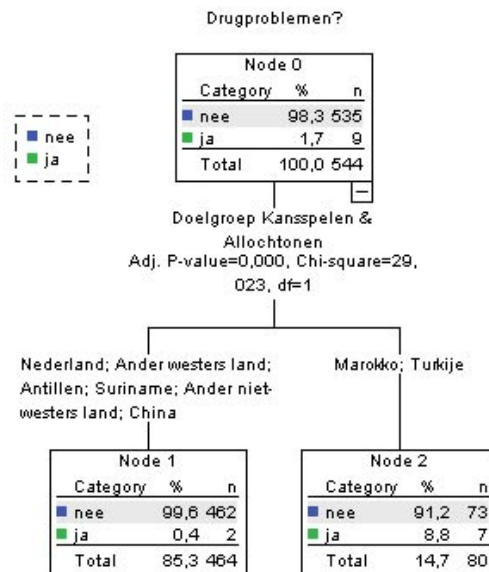 Drugproblemen?
Node 0
Category % n
nee 98,3 535
ja 1,7 9
Total 100,0 544
nee
ja
Doelgroep Kansspelen &
Allochtonen
Adj. P-value=0,000, Chi-square=29,
023, df=1
Nederland; Ander westers land;
Antillen; Suriname; Ander niet-
westers land; China
Marokko; Turkije
Node 1
Category % n
nee 99,6 462
ja 0,4 2
Total 85,3 464
Node 2
Category % n
nee 91,2 73
ja 8,8 7
Total 14,7 80